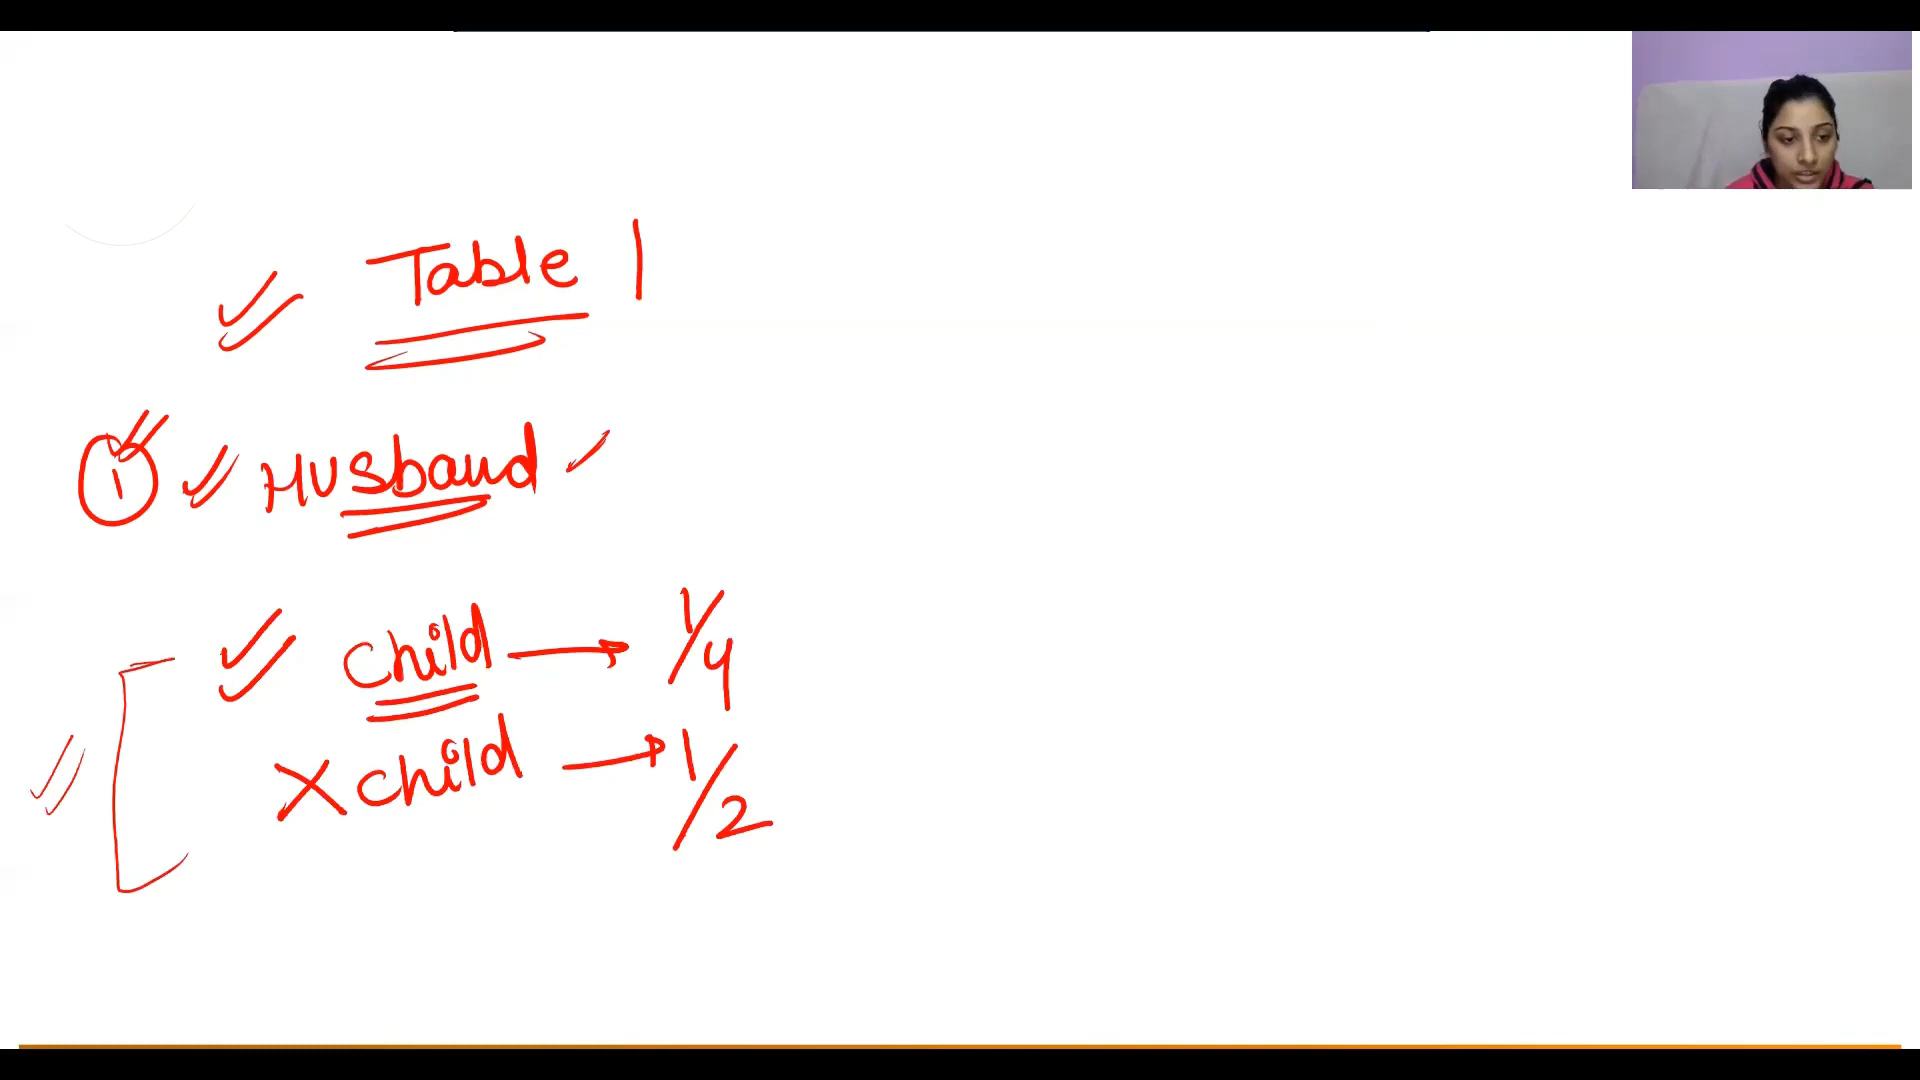 Table 1
1 Husband
Child → 1/4
X child → 1/2